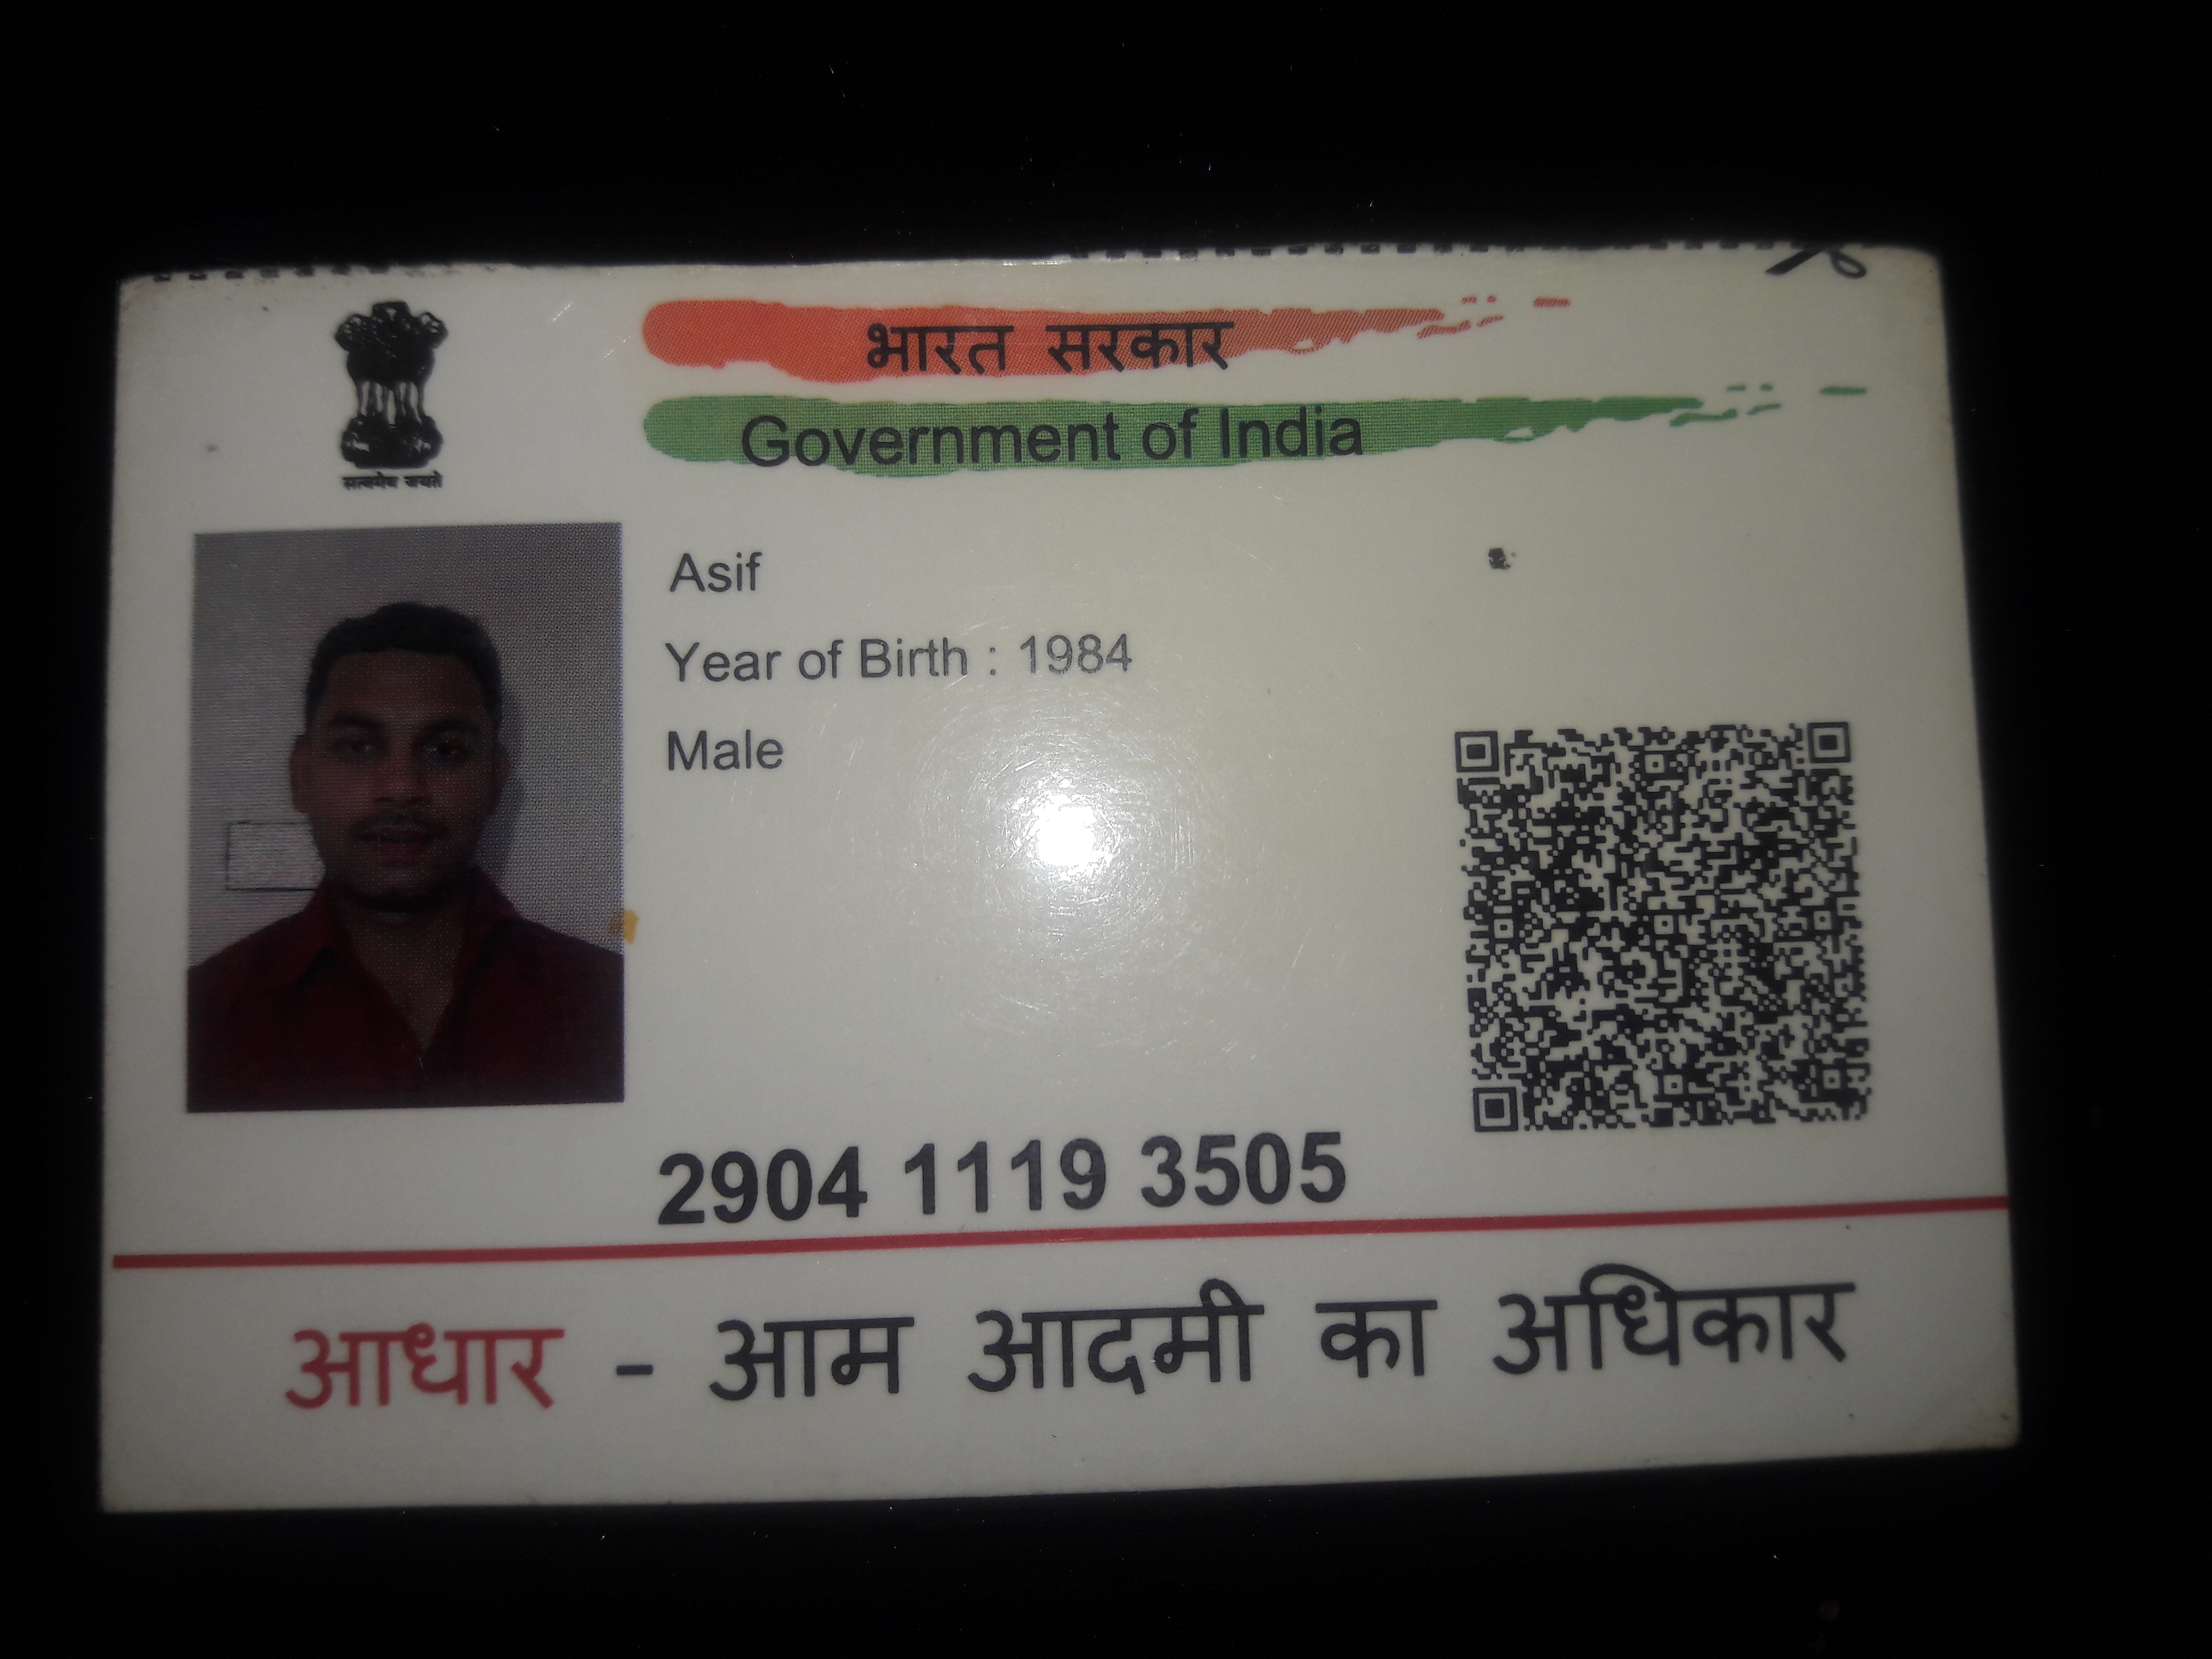 भारत सरकार
Government of India
सत्यमेव जयते
Asif
Year of Birth : 1984
Male
2904 1119 3505
आधार - आम आदमी का अधिकार